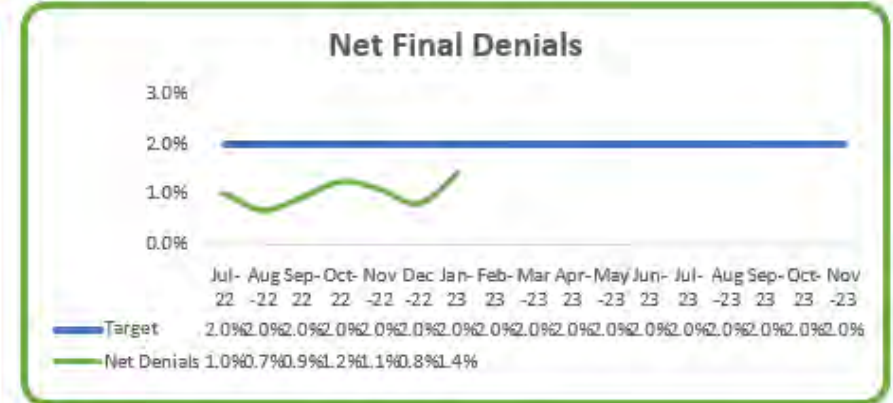 Net Final Denials
3.0%
2.0%
1.0%
0.0%
Jul- Aug Sep- Oct- Nov Dec Jan- Feb- Mar Apr- May Jun- Jul- Aug Sep- Oct- Nov
22 -22 22 22 -22 -22 23 23 -23 23 -23 23 23 -23 23 23 -23
Target 2.0%2.0%2.0%2.0%2.0%2.0%2.0%2.0%2.0%2.0%2.0%2.0%2.0%2.0%2.0%2.0%2.0%
Net Denials 1.0%0.7%0.9%1.2%1.1%0.8%1.4%